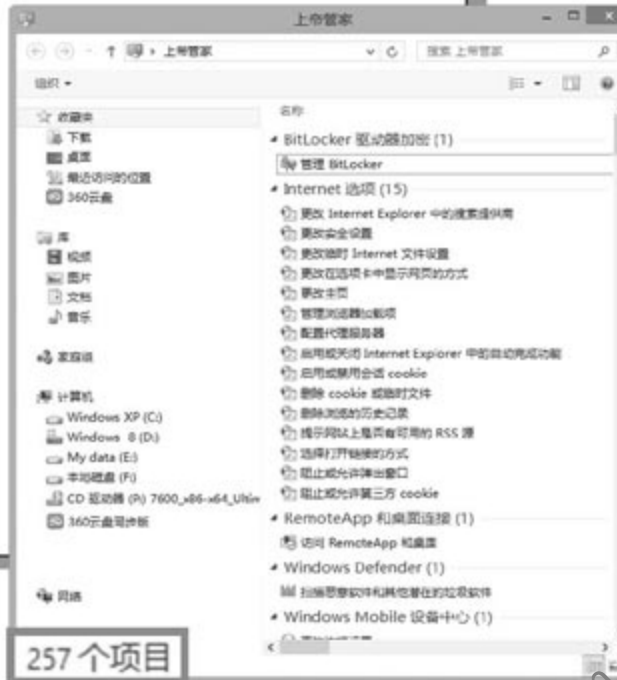 上帝管家
上帝管家
搜索 上帝管家
组织
收藏夹
下载
桌面
最近访问的位置
360云盘
库
视频
图片
文档
音乐
家庭组
计算机
Windows XP (C:)
Windows 8 (D:)
My data (E:)
本地磁盘 (F:)
CD 驱动器 (P:) 7600_x86-x64_Ultim
360云盘同步版
网络
257 个项目
名称
BitLocker 驱动器加密 (1)
管理 BitLocker
Internet 选项 (15)
更改 Internet Explorer 中的搜索提供商
更改安全设置
更改临时 Internet 文件设置
更改在选项卡中显示网页的方式
更改主页
管理浏览器加载项
配置代理服务器
启用或关闭 Internet Explorer 中的自动完成功能
启用或禁用会话 cookie
删除 cookie 或临时文件
删除浏览的历史记录
提示网站上是否有可用的 RSS 源
选择打开链接的方式
阻止或允许弹出窗口
阻止或允许第三方 cookie
RemoteApp 和桌面连接 (1)
访问 RemoteApp 和桌面
Windows Defender (1)
扫描恶意软件和其他潜在的垃圾软件
Windows Mobile 设备中心 (1)